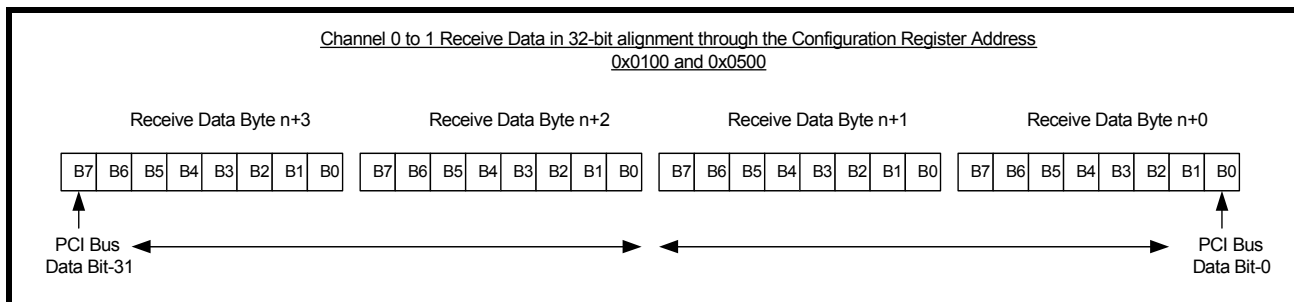 Channel 0 to 1 Receive Data in 32-bit alignment through the Configuration Register Address
0x0100 and 0x0500
Receive Data Byte n+3 Receive Data Byte n+2 Receive Data Byte n+1 Receive Data Byte n+0
B7 B6 B5 B4 B3 B2 B1 B0 B7 B6 B5 B4 B3 B2 B1 B0 B7 B6 B5 B4 B3 B2 B1 B0 B7 B6 B5 B4 B3 B2 B1 B0
PCI Bus PCI Bus
Data Bit-31 Data Bit-0